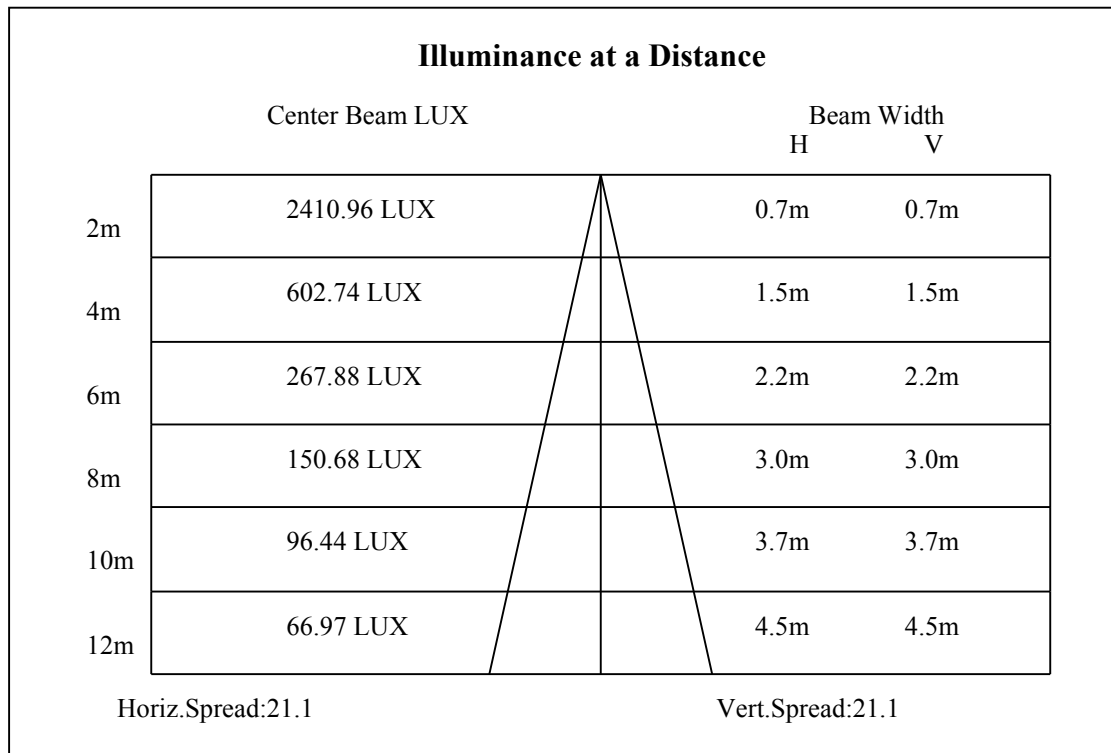 Illuminance at a Distance
Center Beam LUX Beam Width
H V
2m 2410.96 LUX 0.7m 0.7m
4m 602.74 LUX 1.5m 1.5m
6m 267.88 LUX 2.2m 2.2m
8m 150.68 LUX 3.0m 3.0m
10m 96.44 LUX 3.7m 3.7m
12m 66.97 LUX 4.5m 4.5m
Horiz.Spread:21.1 Vert.Spread:21.1